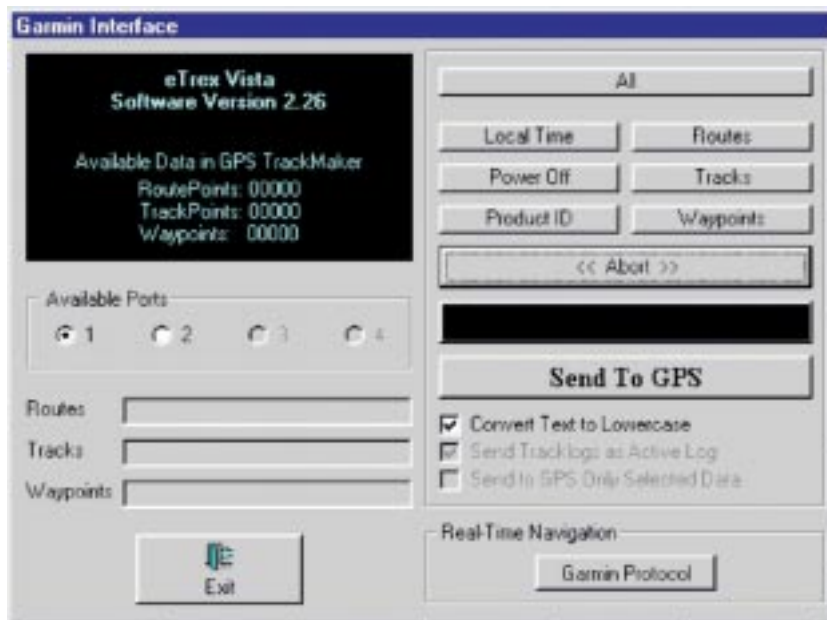 Garmin Interface
eTrex Vista
Software Version 2.26
Available Data in GPS TrackMaker
RoutePoints: 00000
TrackPoints: 00000
Waypoints: 00000
Available Ports
1
2
3
4
Routes
Tracks
Waypoints
Exit
All
Local Time
Routes
Power Off
Tracks
Product ID
Waypoints
<< Abort >>
Send To GPS
Convert Text to Lowercase
Send Tracklogs as Active Log
Send to GPS Only Selected Data
Real-Time Navigation
Garmin Protocol